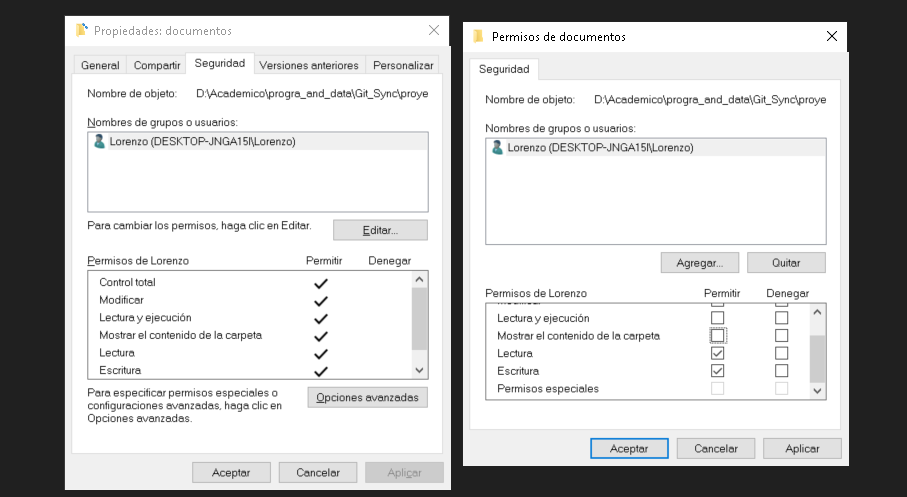 Propiedades: documentos
General
Compartir
Seguridad
Versiones anteriores
Personalizar
Nombre de objeto: D:\Academico\progra_and_data\Git_Sync\proye
Nombres de grupos o usuarios:
Lorenzo (DESKTOP-JNGA15I\Lorenzo)
Para cambiar los permisos, haga clic en Editar.
Editar...
Permisos de Lorenzo Permitir Denegar
Control total
Modificar
Lectura y ejecución
Mostrar el contenido de la carpeta
Lectura
Escritura
Para especificar permisos especiales o
configuraciones avanzadas, haga clic en
Opciones avanzadas.
Opciones avanzadas
Aceptar
Cancelar
Aplicar
Permisos de documentos
Seguridad
Nombre de objeto: D:\Academico\progra_and_data\Git_Sync\proye
Nombres de grupos o usuarios:
Lorenzo (DESKTOP-JNGA15I\Lorenzo)
Agregar...
Quitar
Permisos de Lorenzo Permitir Denegar
Modificar
Lectura y ejecución
Mostrar el contenido de la carpeta
Lectura
Escritura
Permisos especiales
Aceptar
Cancelar
Aplicar